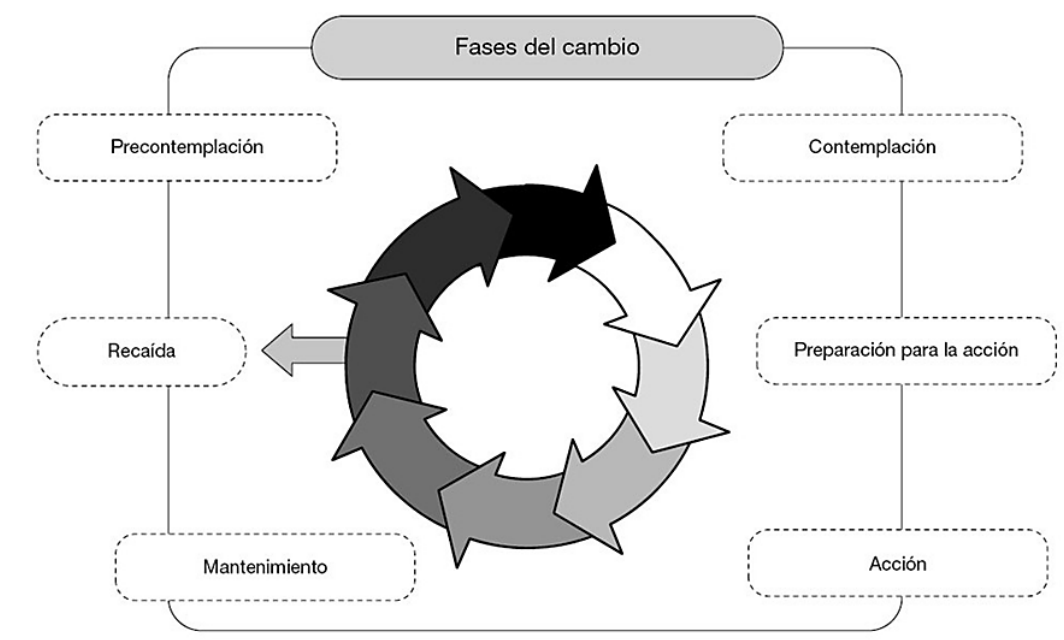 Fases del cambio
Precontemplación
Contemplación
Recaída
Preparación para la acción
Mantenimiento
Acción